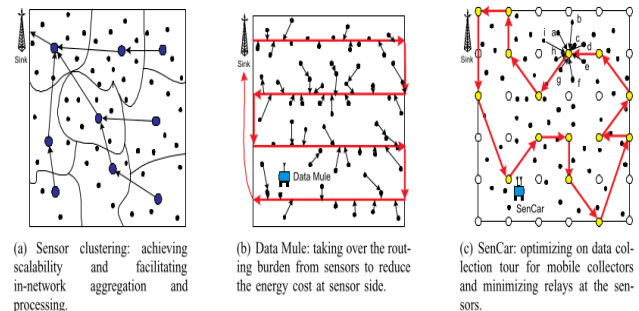 Sink
(a) Sensor clustering: achieving
scalability and facilitating
in-network aggregation and
processing.
Sink
Data Mule
(b) Data Mule: taking over the rout-
ing burden from sensors to reduce
the energy cost at sensor side.
Sink
b
i a
c
d
h
e
g
f
SenCar
(c) SenCar: optimizing on data col-
lection tour for mobile collectors
and minimizing relays at the sen-
sors.